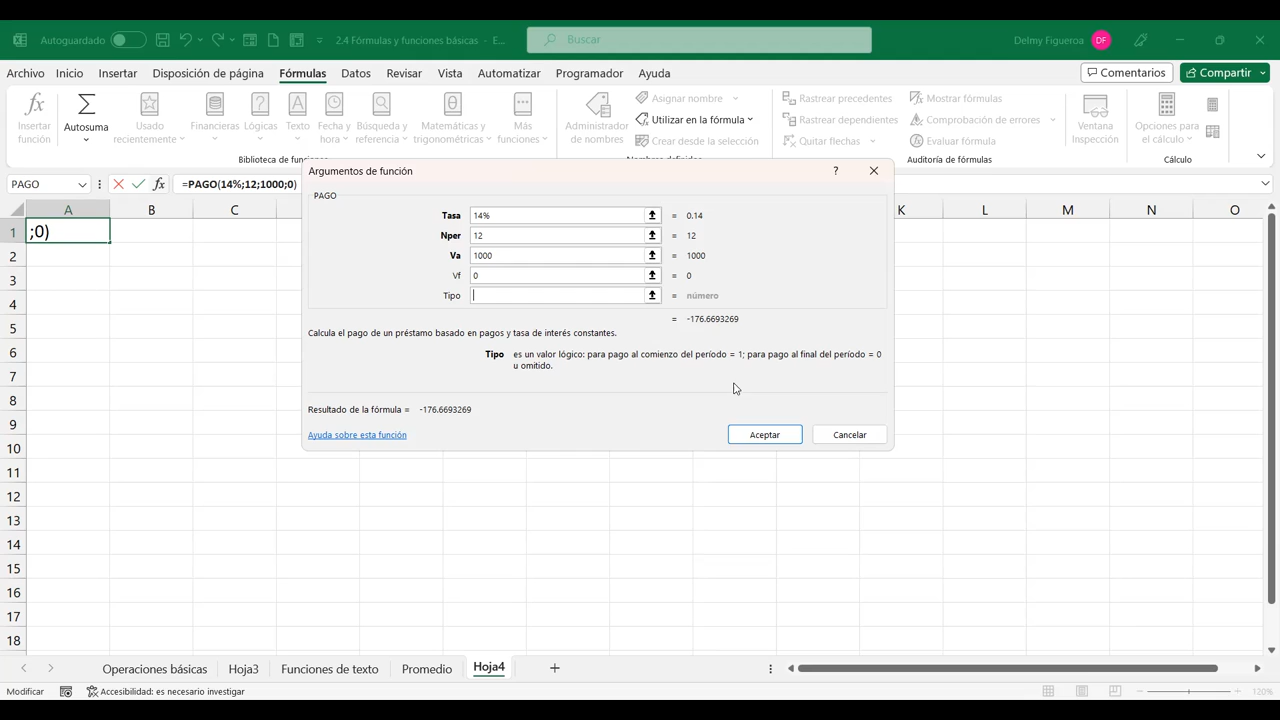 Autoguardado
2.4 Fórmulas y funciones básicas - E...
Buscar
Delmy Figueroa
DF
Archivo Inicio Insertar Disposición de página Fórmulas Datos Revisar Vista Automatizar Programador Ayuda
Comentarios
Compartir
Insertar función
Autosuma
Usado recientemente
Financieras
Lógicas
Texto
Fecha y hora
Búsqueda y referencia
Matemáticas y trigonométricas
Más funciones
Biblioteca de func
Administrador de nombres
Asignar nombre
Utilizar en la fórmula
Crear desde la selección
Rastrear precedentes
Rastrear dependientes
Quitar flechas
Mostrar fórmulas
Comprobación de errores
Evaluar fórmula
Auditoría de fórmulas
Ventana Inspección
Opciones para el cálculo
Cálculo
PAGO
fx =PAGO(14%;12;1000;0)
Argumentos de función
?
PAGO
Tasa 14% = 0.14
Nper 12 = 12
Va 1000 = 1000
Vf 0 = 0
Tipo = número
= -176.6693269
Calcula el pago de un préstamo basado en pagos y tasa de interés constantes.
Tipo es un valor lógico: para pago al comienzo del período = 1; para pago al final del período = 0
u omitido.
Resultado de la fórmula = -176.6693269
Ayuda sobre esta función
Aceptar
Cancelar
A B C K L M N O
1 ;0)
2
3
4
5
6
7
8
9
10
11
12
13
14
15
16
17
18
Operaciones básicas Hoja3 Funciones de texto Promedio Hoja4
Modificar
Accesibilidad: es necesario investigar
120%